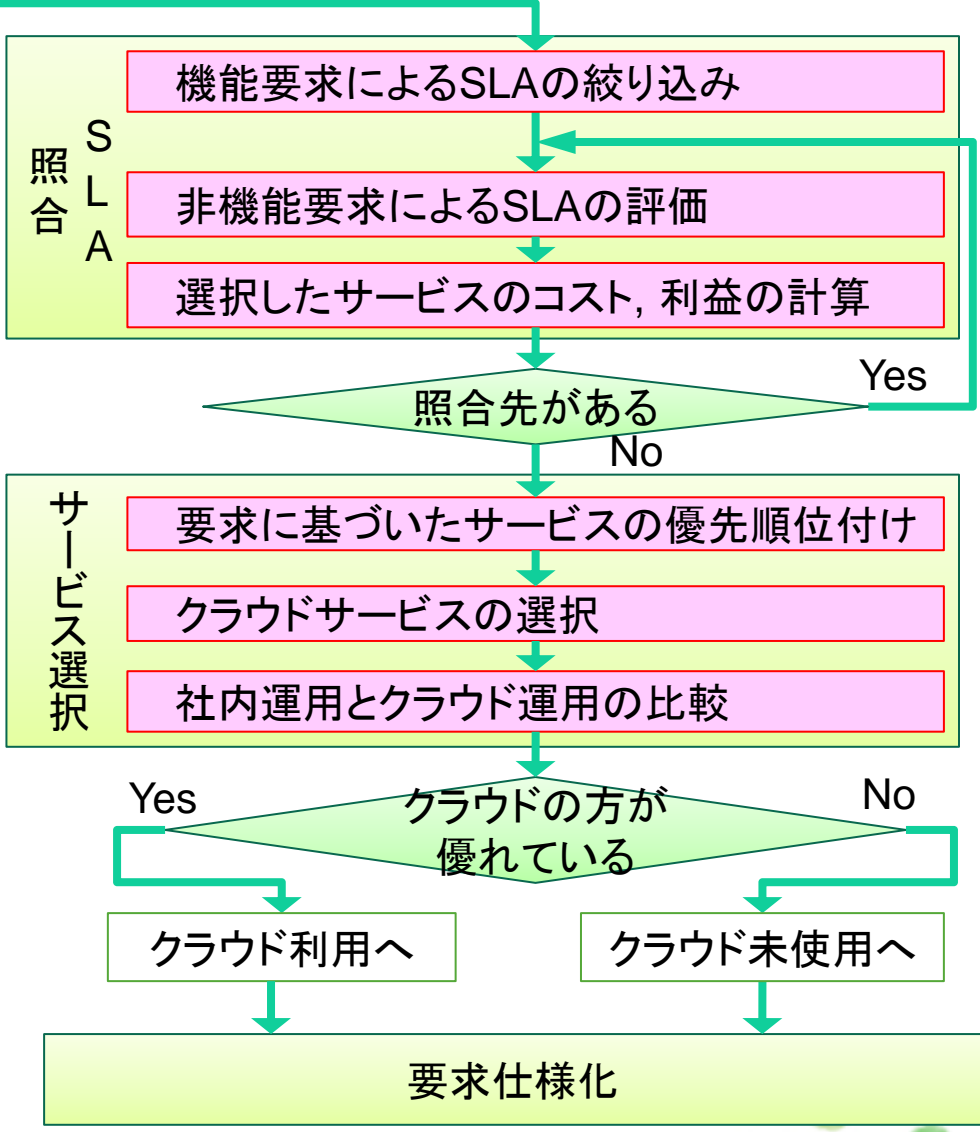 SLA
照合
機能要求によるSLAの絞り込み
非機能要求によるSLAの評価
選択したサービスのコスト, 利益の計算
照合先がある
Yes
No
サービス選択
要求に基づいたサービスの優先順位付け
クラウドサービスの選択
社内運用とクラウド運用の比較
Yes
クラウドの方が
優れている
No
クラウド利用へ
クラウド未使用へ
要求仕様化